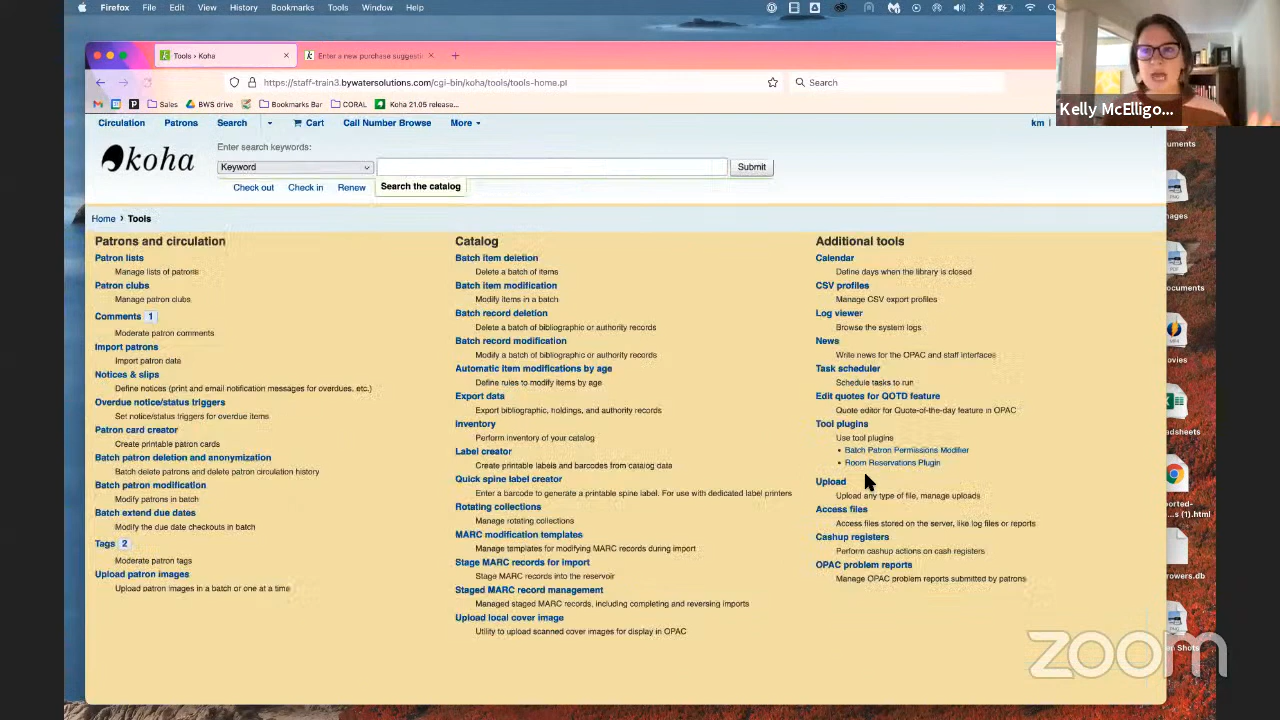 Firefox File Edit View History Bookmarks Tools Window Help
Tools › Koha
Enter a new purchase suggesti
https://staff-train3.bywatersolutions.com/cgi-bin/koha/tools/tools-home.pl
Search
Sales
BWS drive
Bookmarks Bar
CORAL
Koha 21.05 release...
Kelly McElligo...
Circulation Patrons Search Cart Call Number Browse More
km
koha
Enter search keywords:
Keyword
Submit
Check out Check in Renew Search the catalog
Home › Tools
Patrons and circulation
Patron lists
Manage lists of patrons
Patron clubs
Manage patron clubs
Comments 1
Moderate patron comments
Import patrons
Import patron data
Notices & slips
Define notices (print and email notification messages for overdues, etc.)
Overdue notice/status triggers
Set notice/status triggers for overdue items
Patron card creator
Create printable patron cards
Batch patron deletion and anonymization
Batch delete patrons and delete patron circulation history
Batch patron modification
Modify patrons in batch
Batch extend due dates
Modify the due date checkouts in batch
Tags 2
Moderate patron tags
Upload patron images
Upload patron images in a batch or one at a time
Catalog
Batch item deletion
Delete a batch of items
Batch item modification
Modify items in a batch
Batch record deletion
Delete a batch of bibliographic or authority records
Batch record modification
Modify a batch of bibliographic or authority records
Automatic item modifications by age
Define rules to modify items by age
Export data
Export bibliographic, holdings, and authority records
Inventory
Perform inventory of your catalog
Label creator
Create printable labels and barcodes from catalog data
Quick spine label creator
Enter a barcode to generate a printable spine label. For use with dedicated label printers
Rotating collections
Manage rotating collections
MARC modification templates
Manage templates for modifying MARC records during import
Stage MARC records for import
Stage MARC records into the reservoir
Staged MARC record management
Managed staged MARC records, including completing and reversing imports
Upload local cover image
Utility to upload scanned cover images for display in OPAC
Additional tools
Calendar
Define days when the library is closed
CSV profiles
Manage CSV export profiles
Log viewer
Browse the system logs
News
Write news for the OPAC and staff interfaces
Task scheduler
Schedule tasks to run
Edit quotes for QOTD feature
Quote editor for Quote-of-the-day feature in OPAC
Tool plugins
Use tool plugins
• Batch Patron Permissions Modifier
• Room Reservations Plugin
Upload
Upload any type of file, manage uploads
Access files
Access files stored on the server, like log files or reports
Cashup registers
Perform cashup actions on cash registers
OPAC problem reports
Manage OPAC problem reports submitted by patrons
uments
nages
ocuments
ovies
adsheets
ported-
...s (1).html
rowers.db
en Shots
zoom